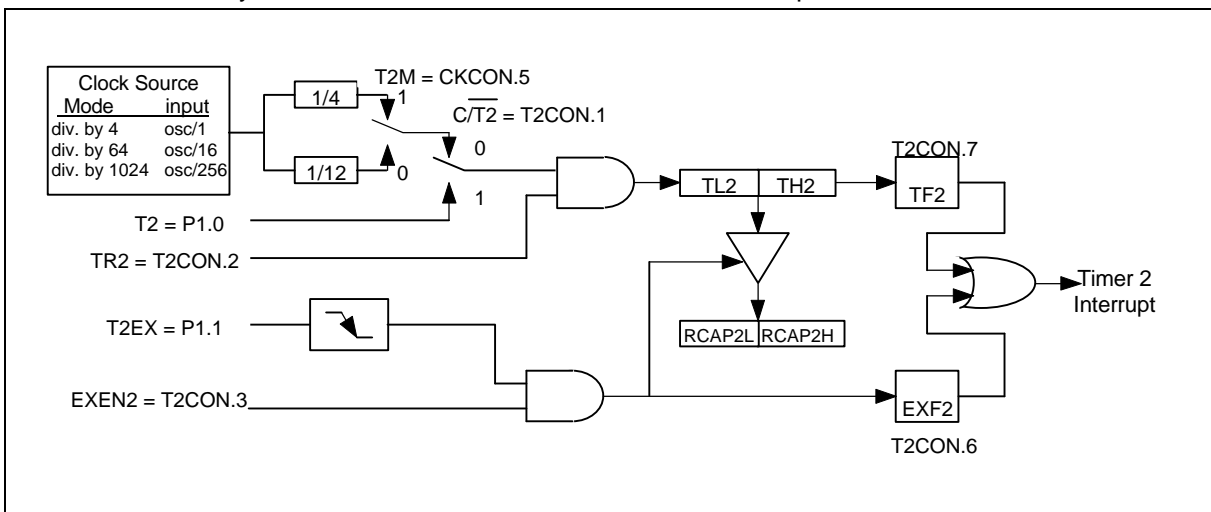 Clock Source
Mode input
div. by 4 osc/1
div. by 64 osc/16
div. by 1024 osc/256
1/4
1/12
T2M = CKCON.5
1
0
C/T2 = T2CON.1
0
1
T2 = P1.0
TR2 = T2CON.2
T2EX = P1.1
EXEN2 = T2CON.3
TL2 TH2
RCAP2L RCAP2H
T2CON.7
TF2
EXF2
T2CON.6
Timer 2
Interrupt